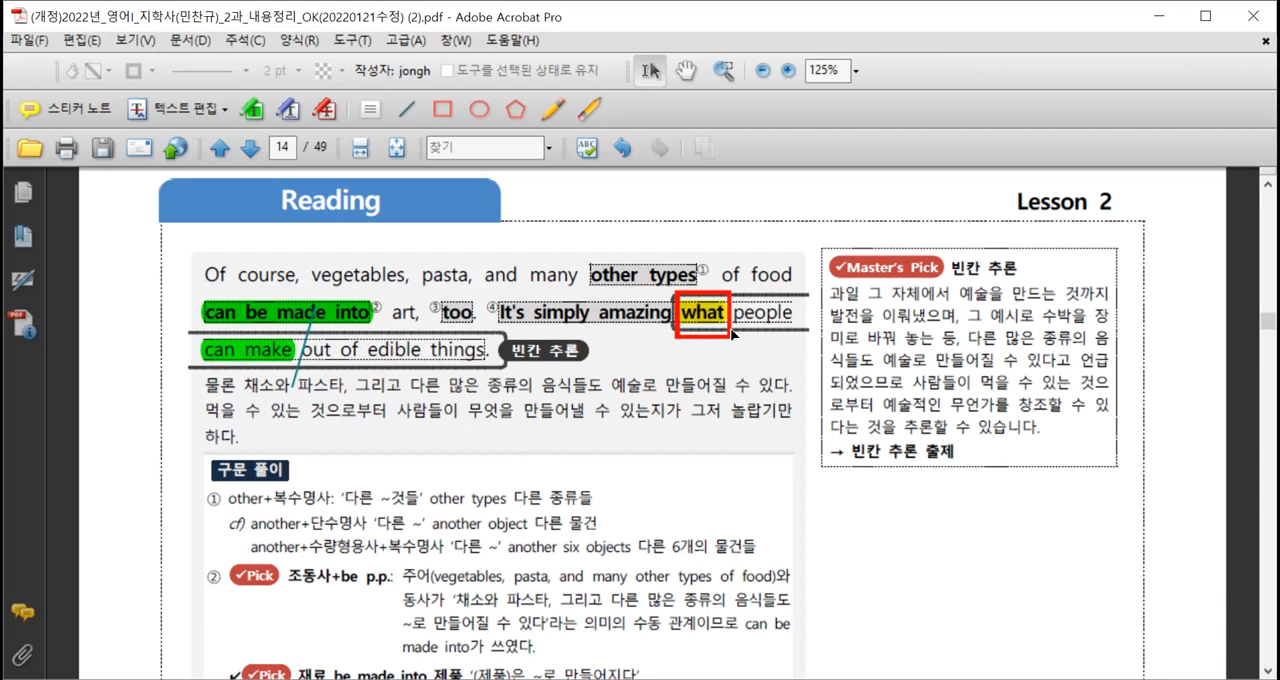 (개정)2022년_영어I_지학사(민찬규)_2과_내용정리_OK(20220121수정) (2).pdf - Adobe Acrobat Pro
파일(F) 편집(E) 보기(V) 문서(D) 주석(C) 양식(R) 도구(T) 고급(A) 창(W) 도움말(H)
2 pt 작성자: jongh 도구를 선택된 상태로 유지 125%
스티커 노트 텍스트 편집
14 / 49 찾기
Reading
Lesson 2
Of course, vegetables, pasta, and many other types① of food
can be made into② art, ③too. ④It's simply amazing what people
can make out of edible things. 빈칸 추론
물론 채소와 파스타, 그리고 다른 많은 종류의 음식들도 예술로 만들어질 수 있다.
먹을 수 있는 것으로부터 사람들이 무엇을 만들어낼 수 있는지가 그저 놀랍기만
하다.
구문 풀이
① other+복수명사: ‘다른 ~것들’ other types 다른 종류들
cf) another+단수명사 ‘다른 ~’ another object 다른 물건
another+수량형용사+복수명사 ‘다른 ~’ another six objects 다른 6개의 물건들
② ✓Pick 조동사+be p.p.: 주어(vegetables, pasta, and many other types of food)와
동사가 ‘채소와 파스타, 그리고 다른 많은 종류의 음식들도
~로 만들어질 수 있다’라는 의미의 수동 관계이므로 can be
made into가 쓰였다.
✓Pick 재료 be made into 제품 ‘(제품)은 ~로 만들어지다’
✓Master's Pick 빈칸 추론
과일 그 자체에서 예술을 만드는 것까지
발전을 이뤄냈으며, 그 예시로 수박을 장
미로 바꿔 놓는 등, 다른 많은 종류의 음
식들도 예술로 만들어질 수 있다고 언급
되었으므로 사람들이 먹을 수 있는 것으
로부터 예술적인 무언가를 창조할 수 있
다는 것을 추론할 수 있습니다.
→ 빈칸 추론 출제